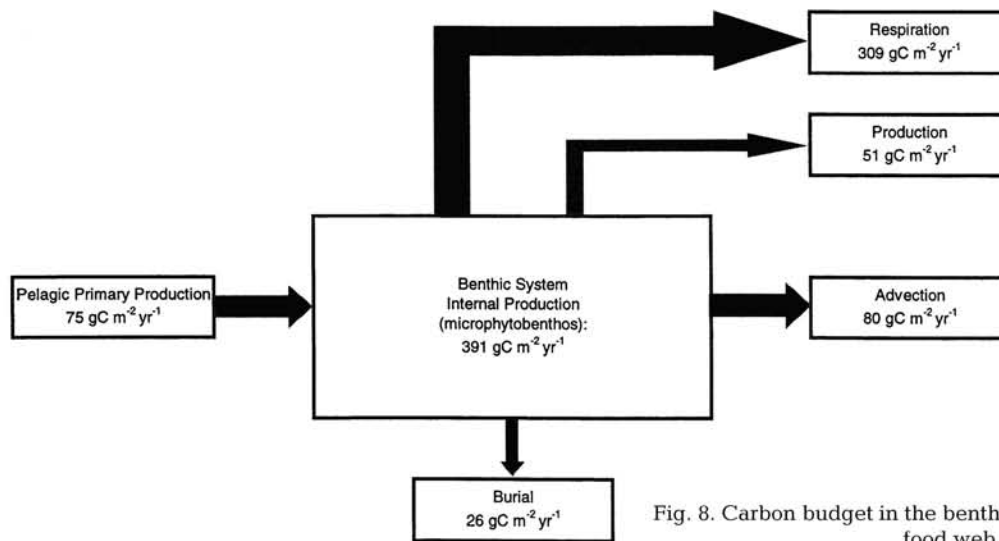 Respiration
309 gC m⁻² yr⁻¹
Production
51 gC m⁻² yr⁻¹
Pelagic Primary Production
75 gC m⁻² yr⁻¹
Benthic System
Internal Production
(microphytobenthos):
391 gC m⁻² yr⁻¹
Advection
80 gC m⁻² yr⁻¹
Burial
26 gC m⁻² yr⁻¹
Fig. 8. Carbon budget in the benth
food web